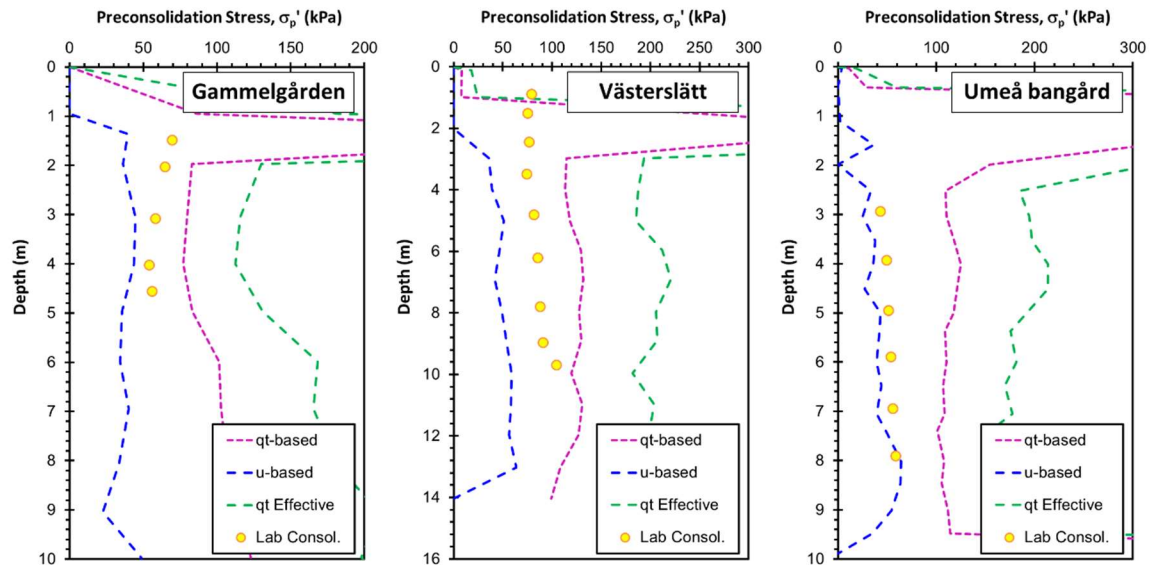 Preconsolidation Stress, σp' (kPa)
0 50 100 150 200
Depth (m)
0
1
2
3
4
5
6
7
8
9
10
Gammelgården
qt-based
u-based
qt Effective
Lab Consol.
Preconsolidation Stress, σp' (kPa)
0 50 100 150 200 250 300
Depth (m)
0
2
4
6
8
10
12
14
16
Västerslätt
qt-based
u-based
qt Effective
Lab Consol.
Preconsolidation Stress, σp' (kPa)
0 100 200 300
Depth (m)
0
1
2
3
4
5
6
7
8
9
10
Umeå bangård
qt-based
u-based
qt Effective
Lab Consol.